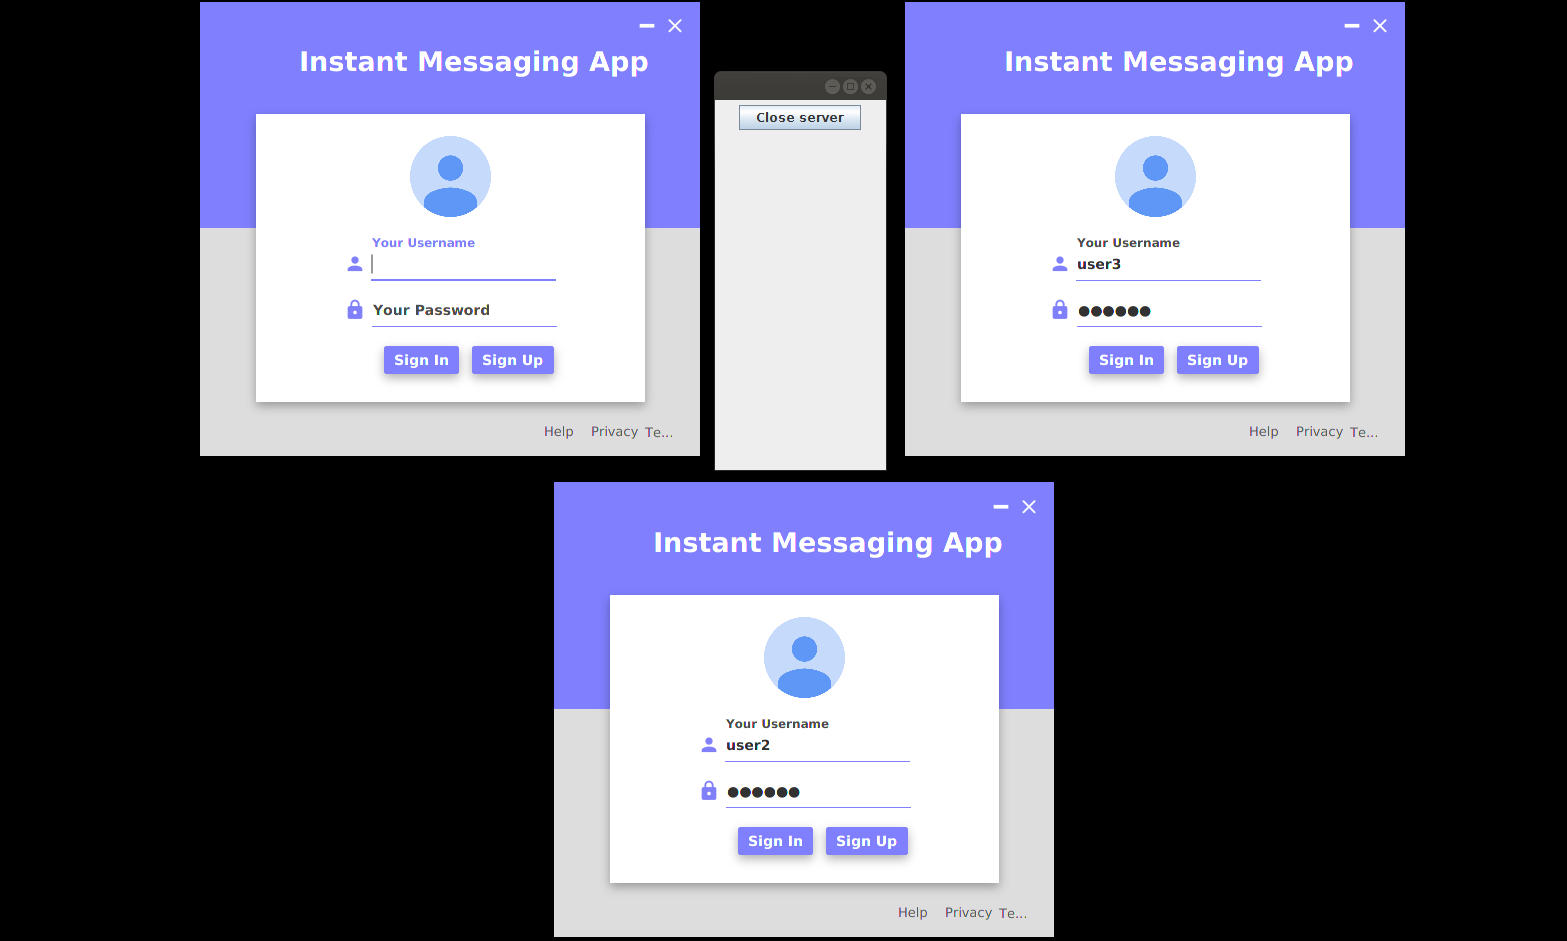 Instant Messaging App
Your Username
Your Password
Sign In Sign Up
Help Privacy Te...
Close server
Instant Messaging App
Your Username
user3
●●●●●●
Sign In Sign Up
Help Privacy Te...
Instant Messaging App
Your Username
user2
●●●●●●
Sign In Sign Up
Help Privacy Te...